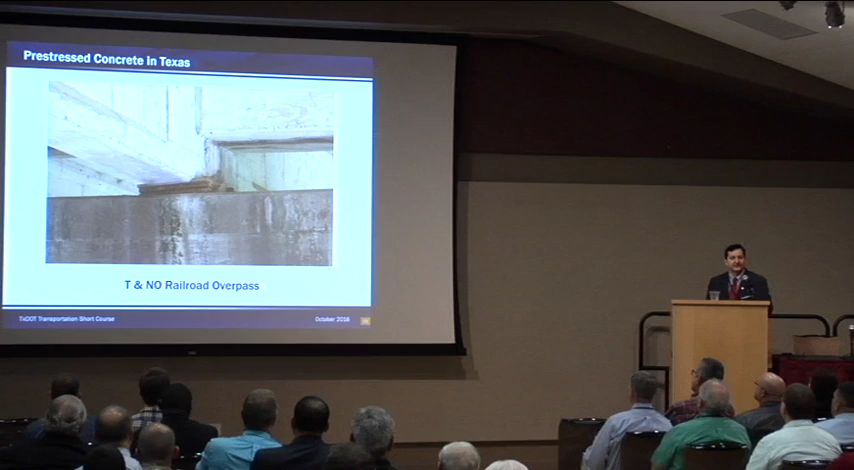 Prestressed Concrete in Texas
T & NO Railroad Overpass
TxDOT Transportation Short Course
October 2016